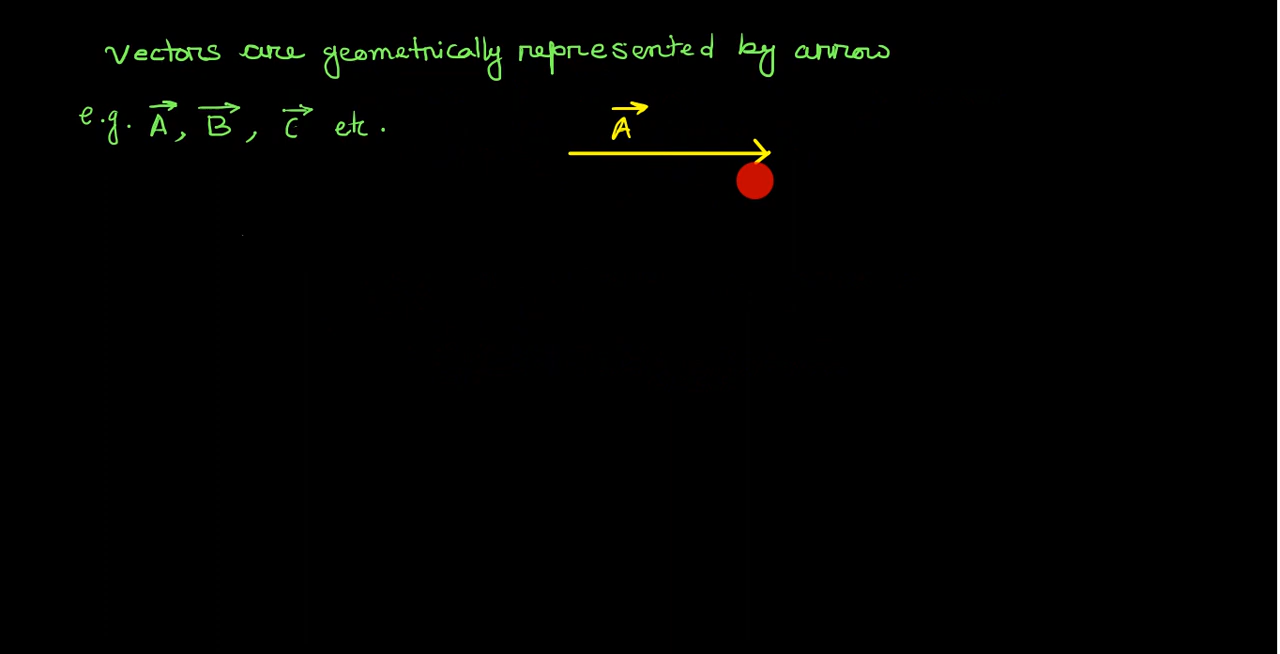 vectors are geometrically represented by arrow
e.g. A⃗, B⃗, C⃗ etc.
A⃗